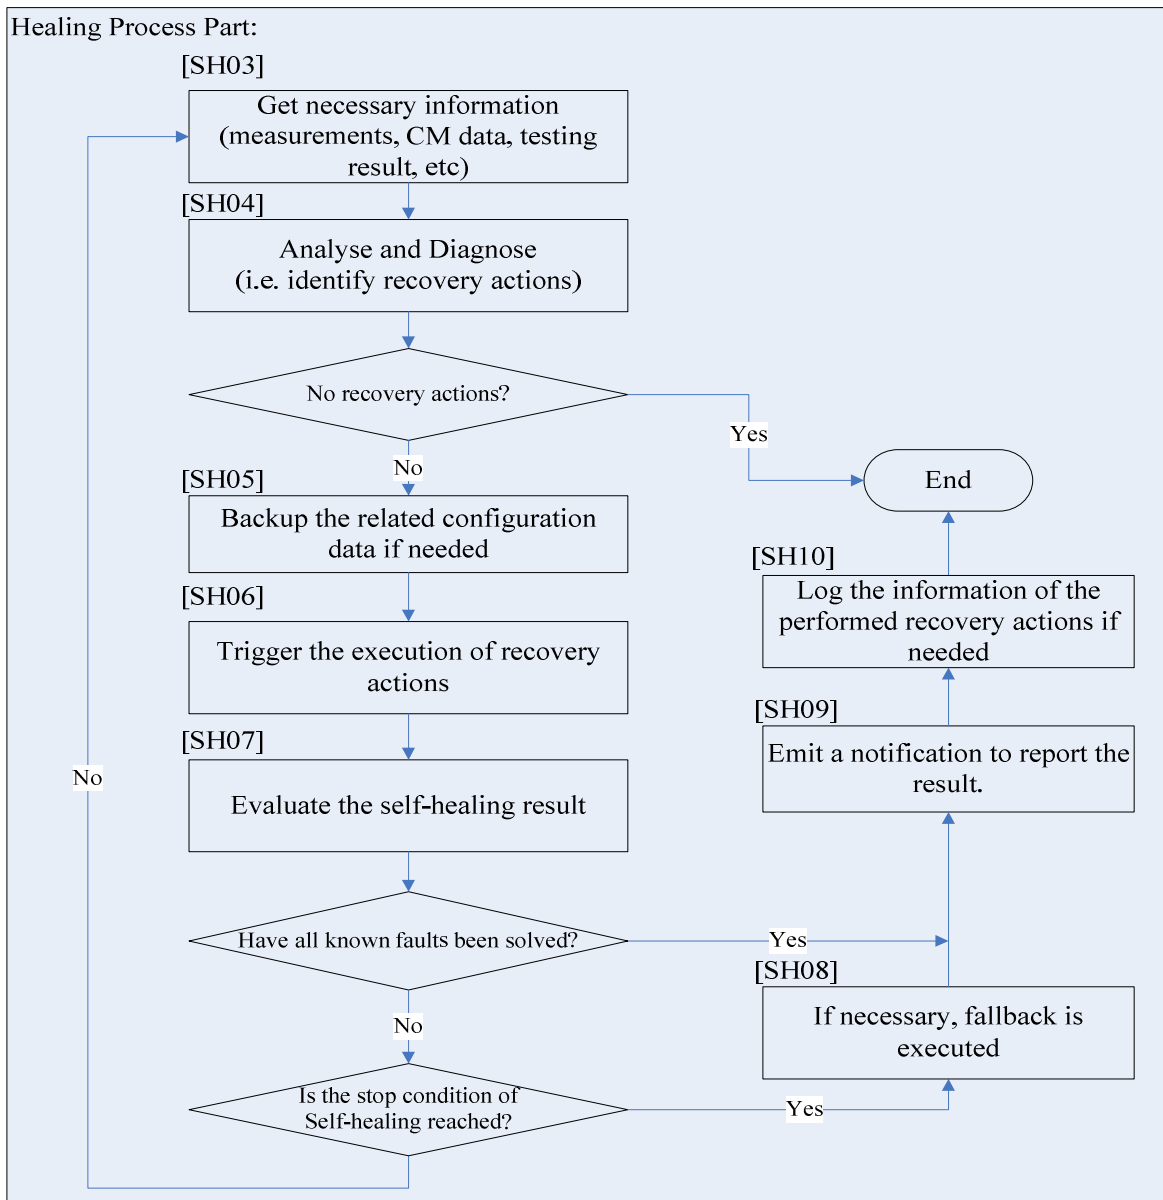 Healing Process Part:
[SH03]
Get necessary information
(measurements, CM data, testing
result, etc)
[SH04]
Analyse and Diagnose
(i.e. identify recovery actions)
No recovery actions?
Yes
No
End
[SH05]
Backup the related configuration
data if needed
[SH06]
Trigger the execution of recovery
actions
[SH07]
Evaluate the self-healing result
No
Have all known faults been solved?
Yes
No
Is the stop condition of
Self-healing reached?
Yes
[SH08]
If necessary, fallback is
executed
[SH09]
Emit a notification to report the
result.
[SH10]
Log the information of the
performed recovery actions if
needed